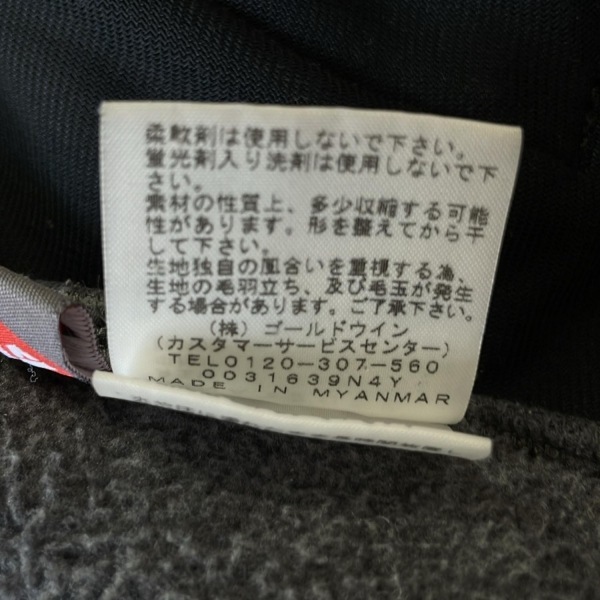 柔軟剤は使用しないで下さい。
蛍光剤入り洗剤は使用しないで下
さい。
素材の性質上、多少収縮する可能
性があります。形を整えてから干
して下さい。
生地独自の風合いを重視する為、
生地の毛羽立ち、及び毛玉が発生
する場合があります。ご了承下さい。
(株)ゴールドウイン
(カスタマーサービスセンター)
TEL0120-307-560
0031639N4Y
MADE IN MYANMAR